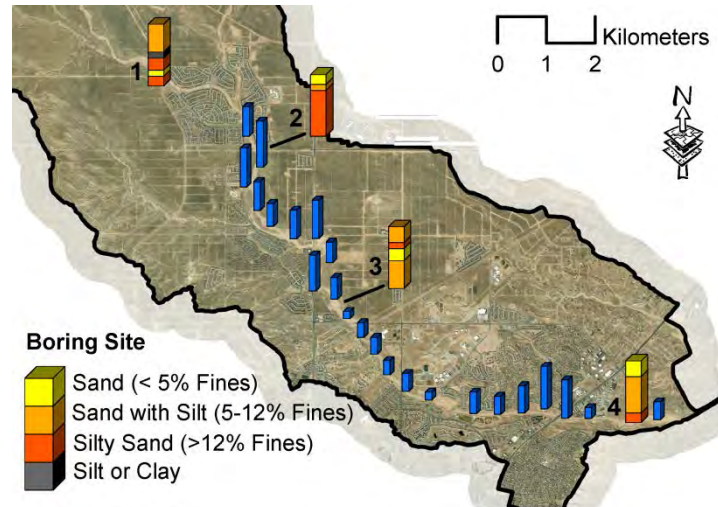 0 1 2
Kilometers
N
1
2
3
4
Boring Site
Sand (< 5% Fines)
Sand with Silt (5-12% Fines)
Silty Sand (>12% Fines)
Silt or Clay